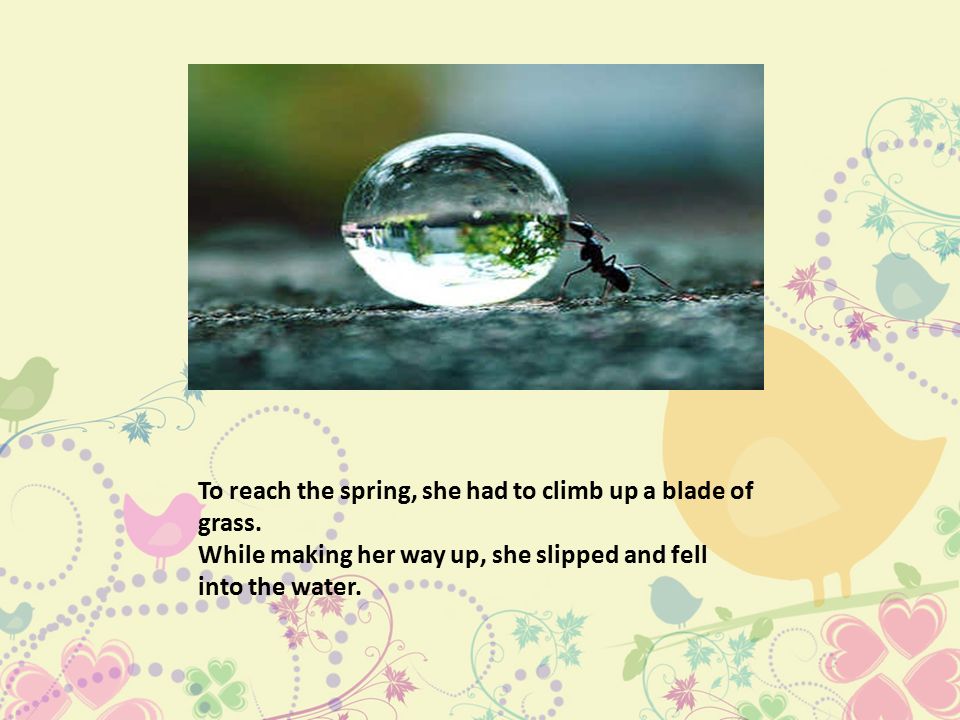 To reach the spring, she had to climb up a blade of
grass.
While making her way up, she slipped and fell
into the water.